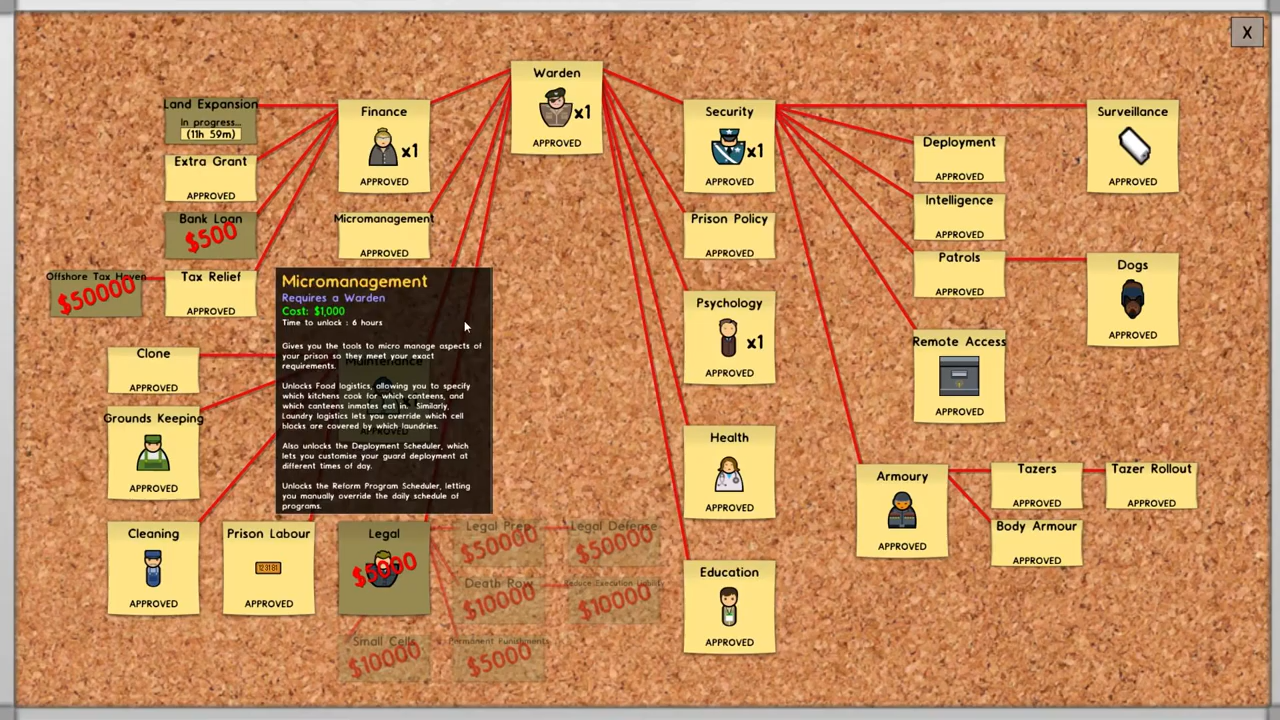 X
Warden
x1
APPROVED
Land Expansion
In progress...
(11h 59m)
Extra Grant
APPROVED
Bank Loan
$500
Offshore Tax Haven
$50000
Tax Relief
APPROVED
Finance
x1
APPROVED
Micromanagement
APPROVED
Micromanagement
Requires a Warden
Cost: $1,000
Time to unlock : 6 hours
Gives you the tools to micro manage aspects of
your prison so they meet your exact
requirements.
Unlocks Food logistics, allowing you to specify
which kitchens cook for which canteens, and
which canteens inmates eat in. Similarly,
Laundry logistics lets you override which cell
blocks are covered by which laundries.
Also unlocks the Deployment Scheduler, which
lets you customise your guard deployment at
different times of day.
Unlocks the Reform Program Scheduler, letting
you manually override the daily schedule of
programs.
Maintenance
Clone
APPROVED
Grounds Keeping
APPROVED
Cleaning
APPROVED
Prison Labour
APPROVED
Legal
$5000
Legal Prep
$50000
Legal Defense
$50000
Death Row
$10000
Reduce Execution Liability
$10000
Small Cells
$10000
Permanent Punishments
$5000
Security
x1
APPROVED
Prison Policy
APPROVED
Psychology
x1
APPROVED
Health
APPROVED
Education
APPROVED
Deployment
APPROVED
Intelligence
APPROVED
Patrols
APPROVED
Remote Access
APPROVED
Surveillance
APPROVED
Dogs
APPROVED
Armoury
APPROVED
Tazers
APPROVED
Tazer Rollout
APPROVED
Body Armour
APPROVED